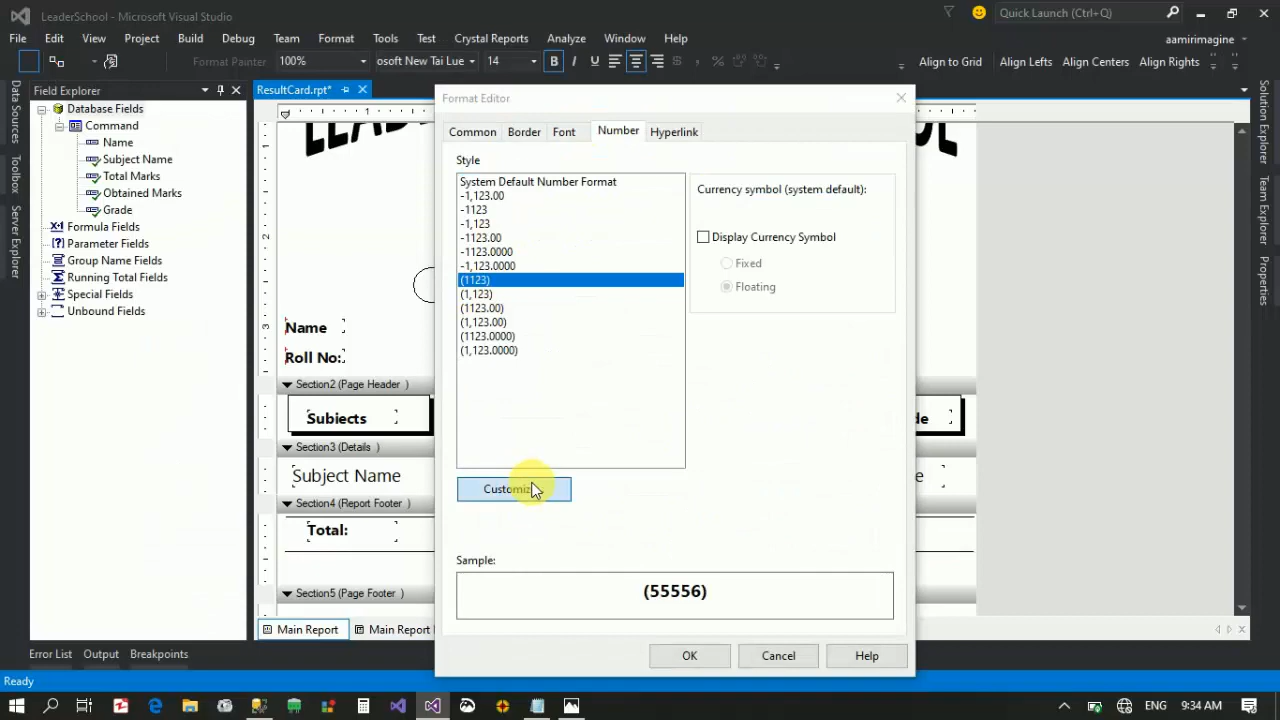 LeaderSchool - Microsoft Visual Studio
Quick Launch (Ctrl+Q)
File Edit View Project Build Debug Team Format Tools Test Crystal Reports Analyze Window Help
aamirimagine
Format Painter 100% osoft New Tai Lue 14 B I U S % Align to Grid Align Lefts Align Centers Align Rights
Data Sources
Toolbox
Server Explorer
Field Explorer
Database Fields
Command
Name
Subject Name
Total Marks
Obtained Marks
Grade
Formula Fields
Parameter Fields
Group Name Fields
Running Total Fields
Special Fields
Unbound Fields
ResultCard.rpt*
Name
Roll No:
Section2 (Page Header )
Subjects
de
Section3 (Details )
Subject Name
e
Section4 (Report Footer )
Total:
Section5 (Page Footer )
Main Report
Main Report
Format Editor
Common Border Font Number Hyperlink
Style
System Default Number Format
-1,123.00
-1123
-1,123
-1123.00
-1123.0000
-1,123.0000
(1123)
(1,123)
(1123.00)
(1,123.00)
(1123.0000)
(1,123.0000)
Currency symbol (system default):
Display Currency Symbol
Fixed
Floating
Customize
Sample:
(55556)
OK Cancel Help
Solution Explorer
Team Explorer
Properties
Error List Output Breakpoints
Ready
ENG 9:34 AM